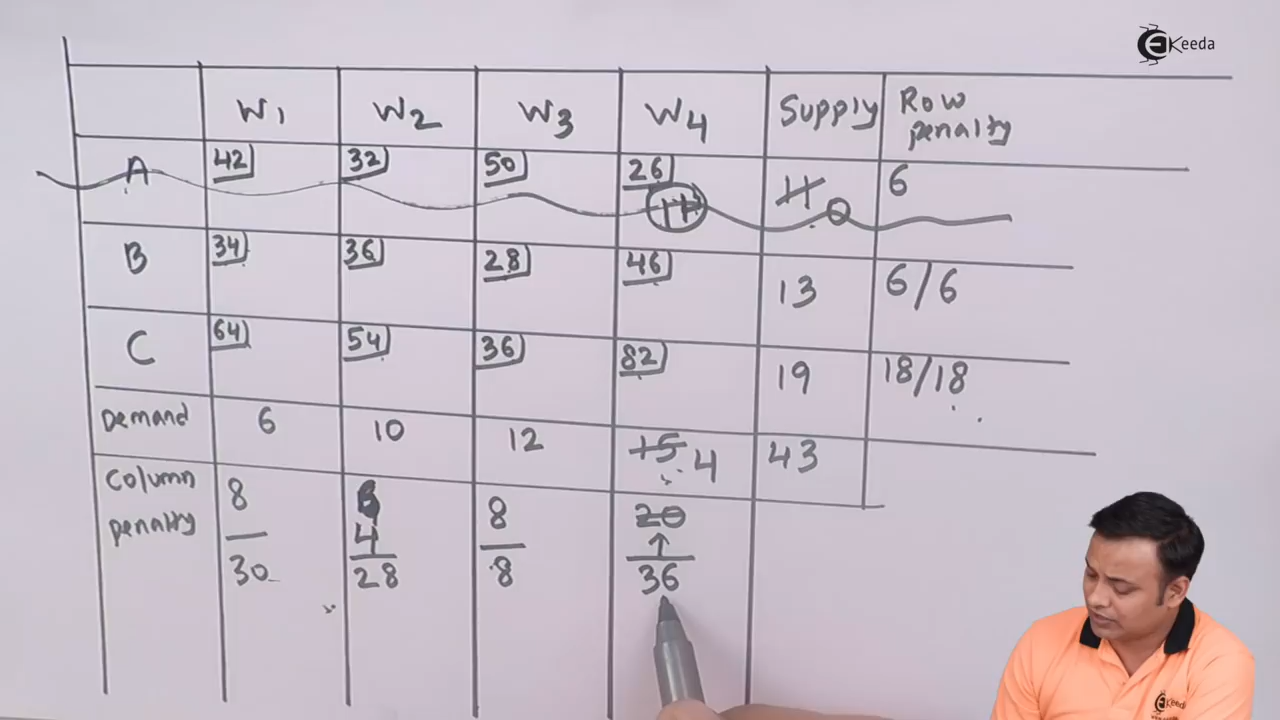 Keeda
W1 W2 W3 W4 Supply Row penalty
A 42 32 50 26 11 11 0 6
B 34 36 28 46 13 6/6
C 64 54 36 82 19 18/18
Demand 6 10 12 15 4 43
Column penalty 8 4 8 20
30 28 8 36
Keeda